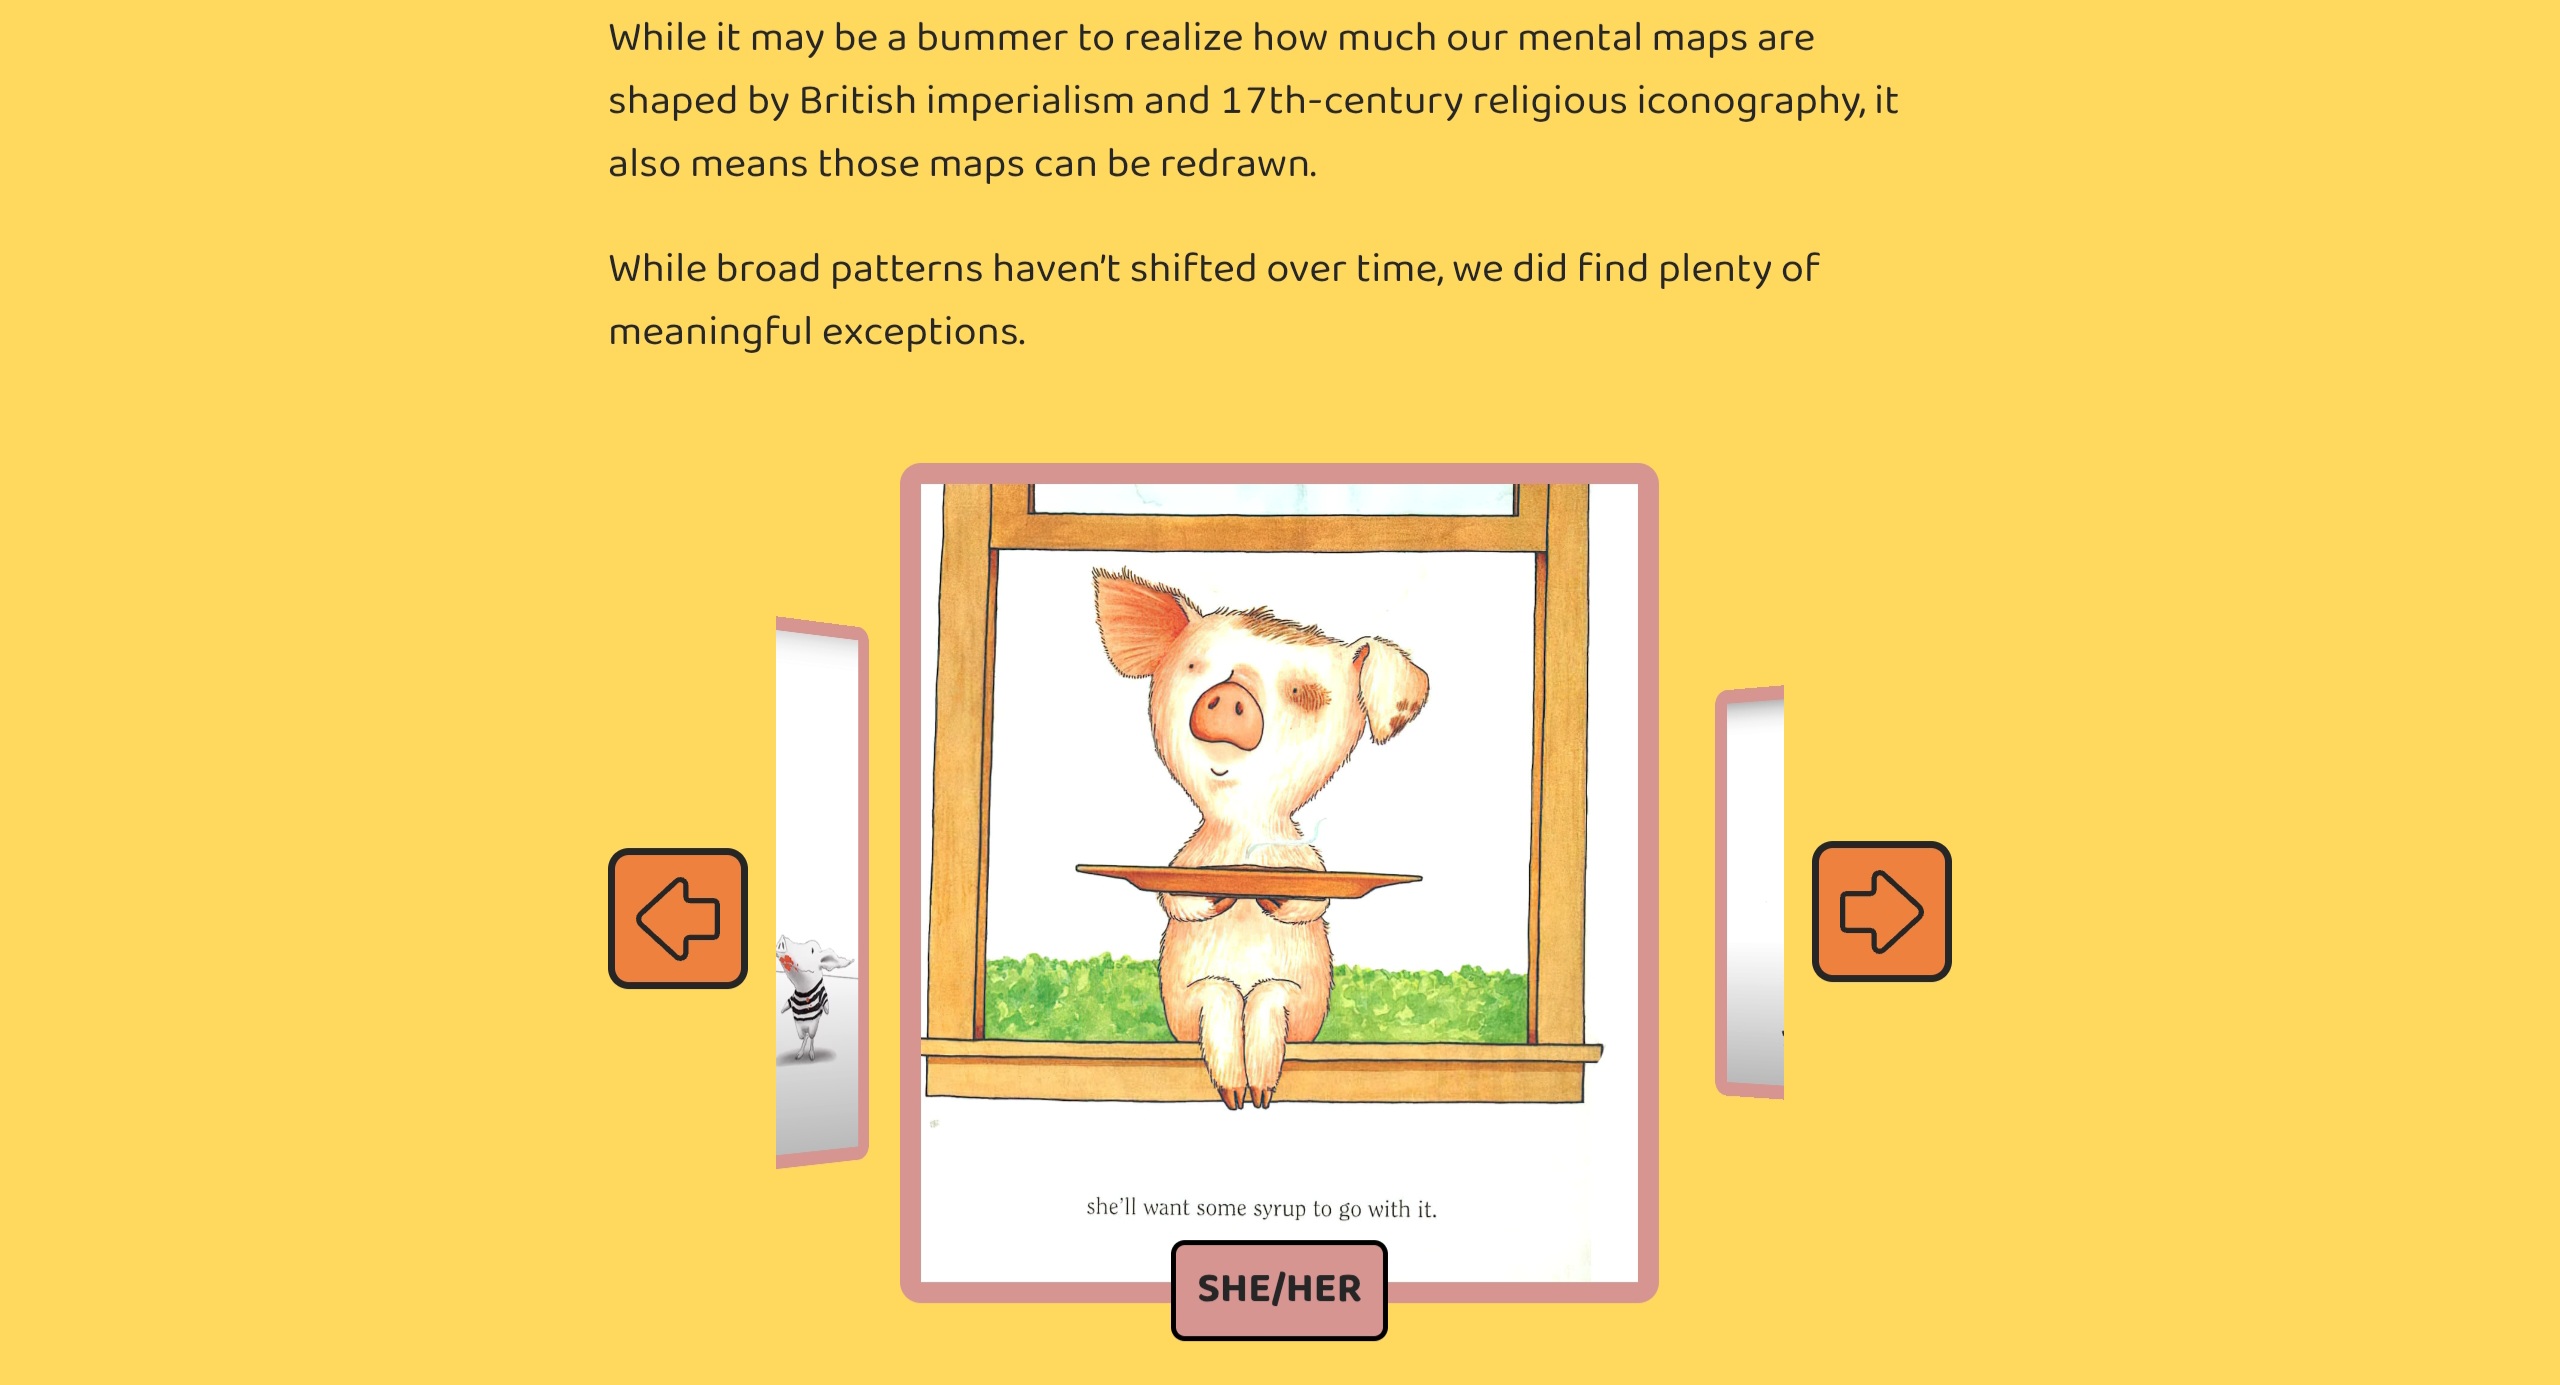 While it may be a bummer to realize how much our mental maps are
shaped by British imperialism and 17th-century religious iconography, it
also means those maps can be redrawn.
While broad patterns haven't shifted over time, we did find plenty of
meaningful exceptions.
she'll want some syrup to go with it.
SHE/HER